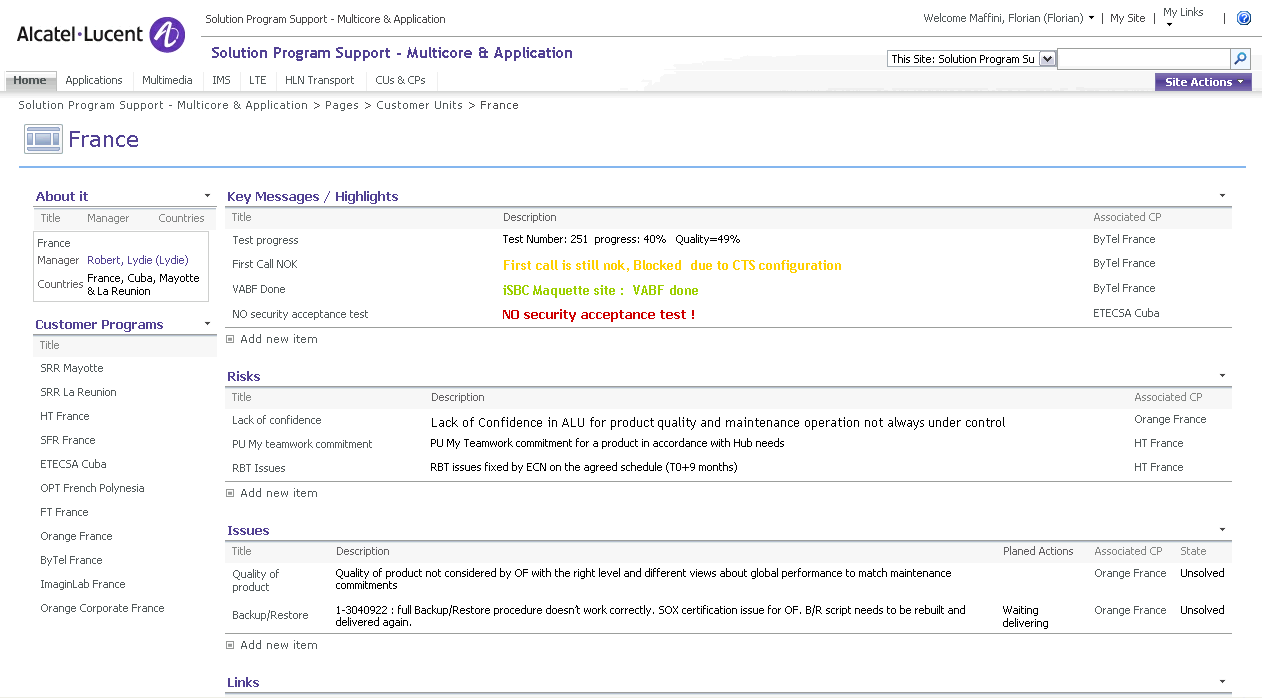 Alcatel·Lucent
Solution Program Support - Multicore & Application
Welcome Maffini, Florian (Florian) | My Site | My Links |
Solution Program Support - Multicore & Application
This Site: Solution Program Su
Home Applications Multimedia IMS LTE HLN Transport CUs & CPs
Site Actions
Solution Program Support - Multicore & Application > Pages > Customer Units > France
France
About it
Title Manager Countries
France
Manager Robert, Lydie (Lydie)
Countries France, Cuba, Mayotte
& La Reunion
Customer Programs
Title
SRR Mayotte
SRR La Reunion
HT France
SFR France
ETECSA Cuba
OPT French Polynesia
FT France
Orange France
ByTel France
ImaginLab France
Orange Corporate France
Key Messages / Highlights
Title Description Associated CP
Test progress Test Number: 251 progress: 40% Quality=49% ByTel France
First Call NOK First call is still nok, Blocked due to CTS configuration ByTel France
VABF Done iSBC Maquette site : VABF done ByTel France
NO security acceptance test NO security acceptance test ! ETECSA Cuba
Add new item
Risks
Title Description Associated CP
Lack of confidence Lack of Confidence in ALU for product quality and maintenance operation not always under control Orange France
PU My teamwork commitment PU My Teamwork commitment for a product in accordance with Hub needs HT France
RBT Issues RBT issues fixed by ECN on the agreed schedule (T0+9 months) HT France
Add new item
Issues
Title Description Planed Actions Associated CP State
Quality of product Quality of product not considered by OF with the right level and different views about global performance to match maintenance Orange France Unsolved
commitments
Backup/Restore 1-3040922 : full Backup/Restore procedure doesn't work correctly. SOX certification issue for OF. B/R script needs to be rebuilt and Waiting Orange France Unsolved
delivered again. delivering
Add new item
Links